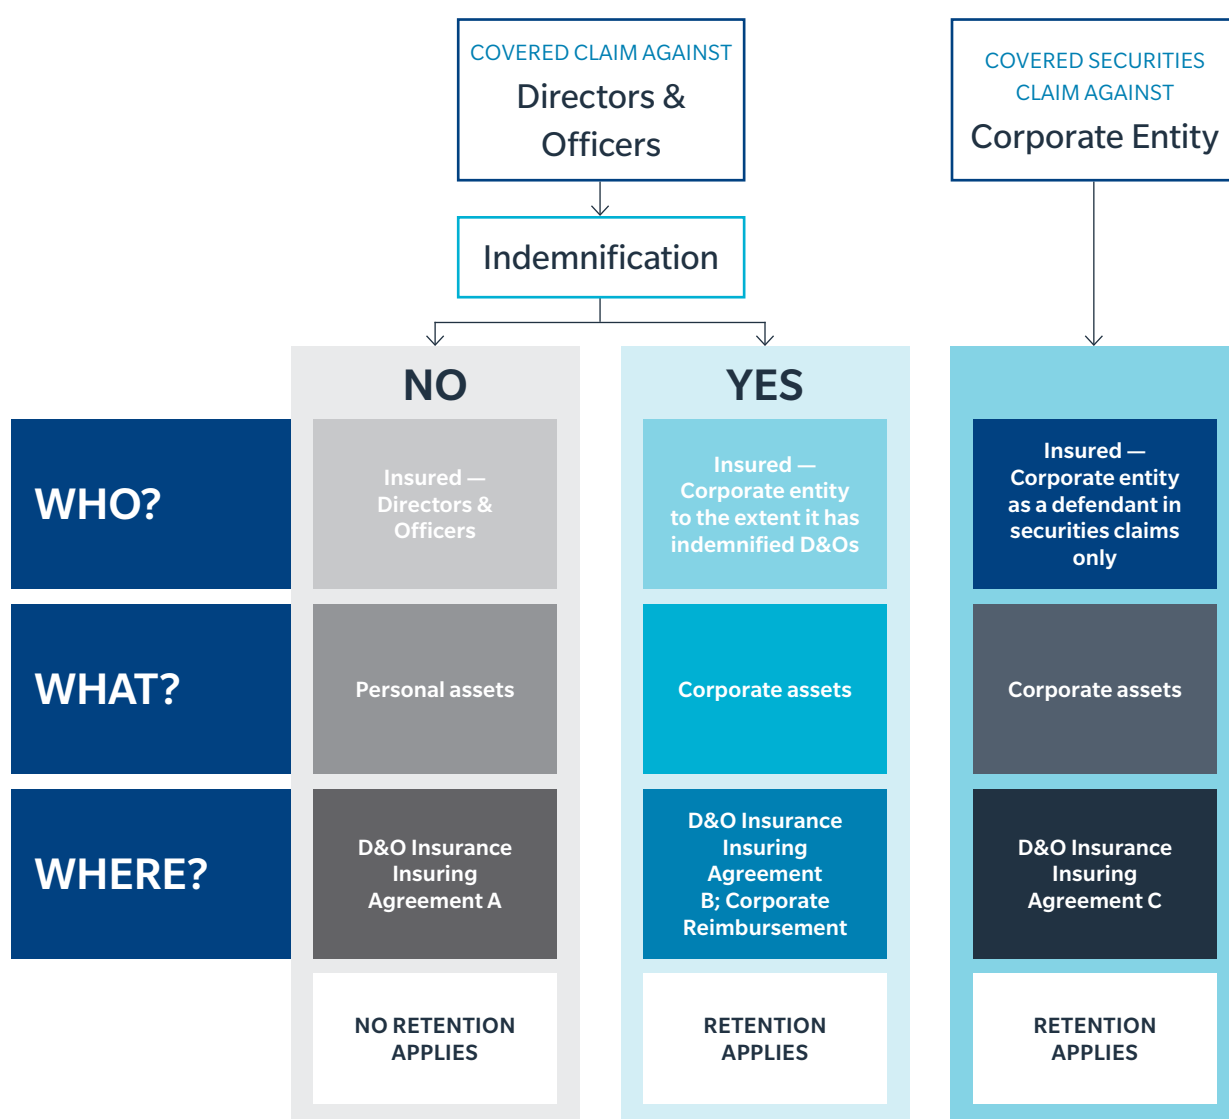 COVERED CLAIM AGAINST
Directors &
Officers
COVERED SECURITIES
CLAIM AGAINST
Corporate Entity
Indemnification
NO
YES
WHO?
Insured —
Directors &
Officers
Insured —
Corporate entity
to the extent it has
indemnified D&Os
Insured —
Corporate entity
as a defendant in
securities claims
only
WHAT?
Personal assets
Corporate assets
Corporate assets
WHERE?
D&O Insurance
Insuring
Agreement A
D&O Insurance
Insuring
Agreement
B; Corporate
Reimbursement
D&O Insurance
Insuring
Agreement C
NO RETENTION
APPLIES
RETENTION
APPLIES
RETENTION
APPLIES